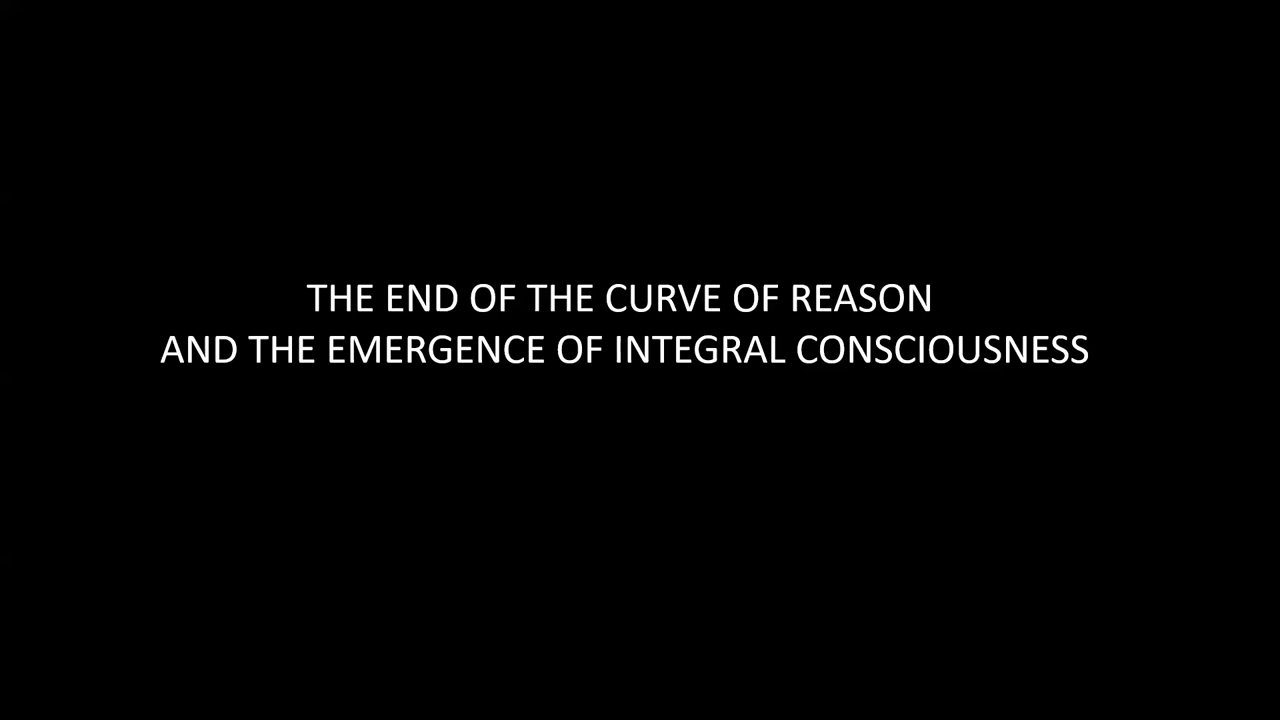 THE END OF THE CURVE OF REASON
AND THE EMERGENCE OF INTEGRAL CONSCIOUSNESS